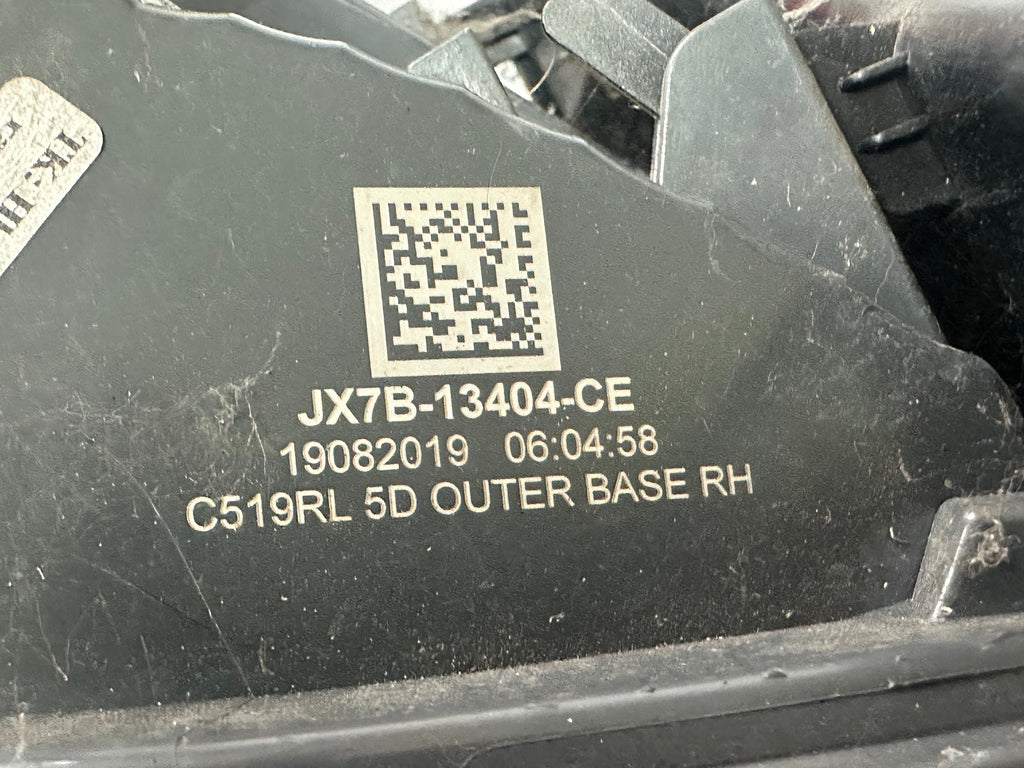 JX7B-13404-CE
19082019 06:04:58
C519RL 5D OUTER BASE RH